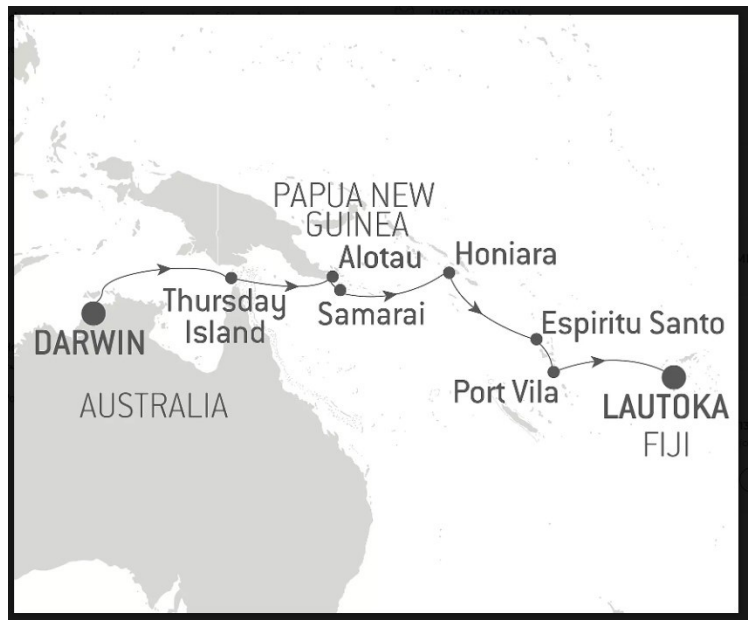 PAPUA NEW
GUINEA
Alotau
Honiara
Thursday
Island
Samarai
DARWIN
Espiritu Santo
Port Vila
AUSTRALIA
LAUTOKA
FIJI